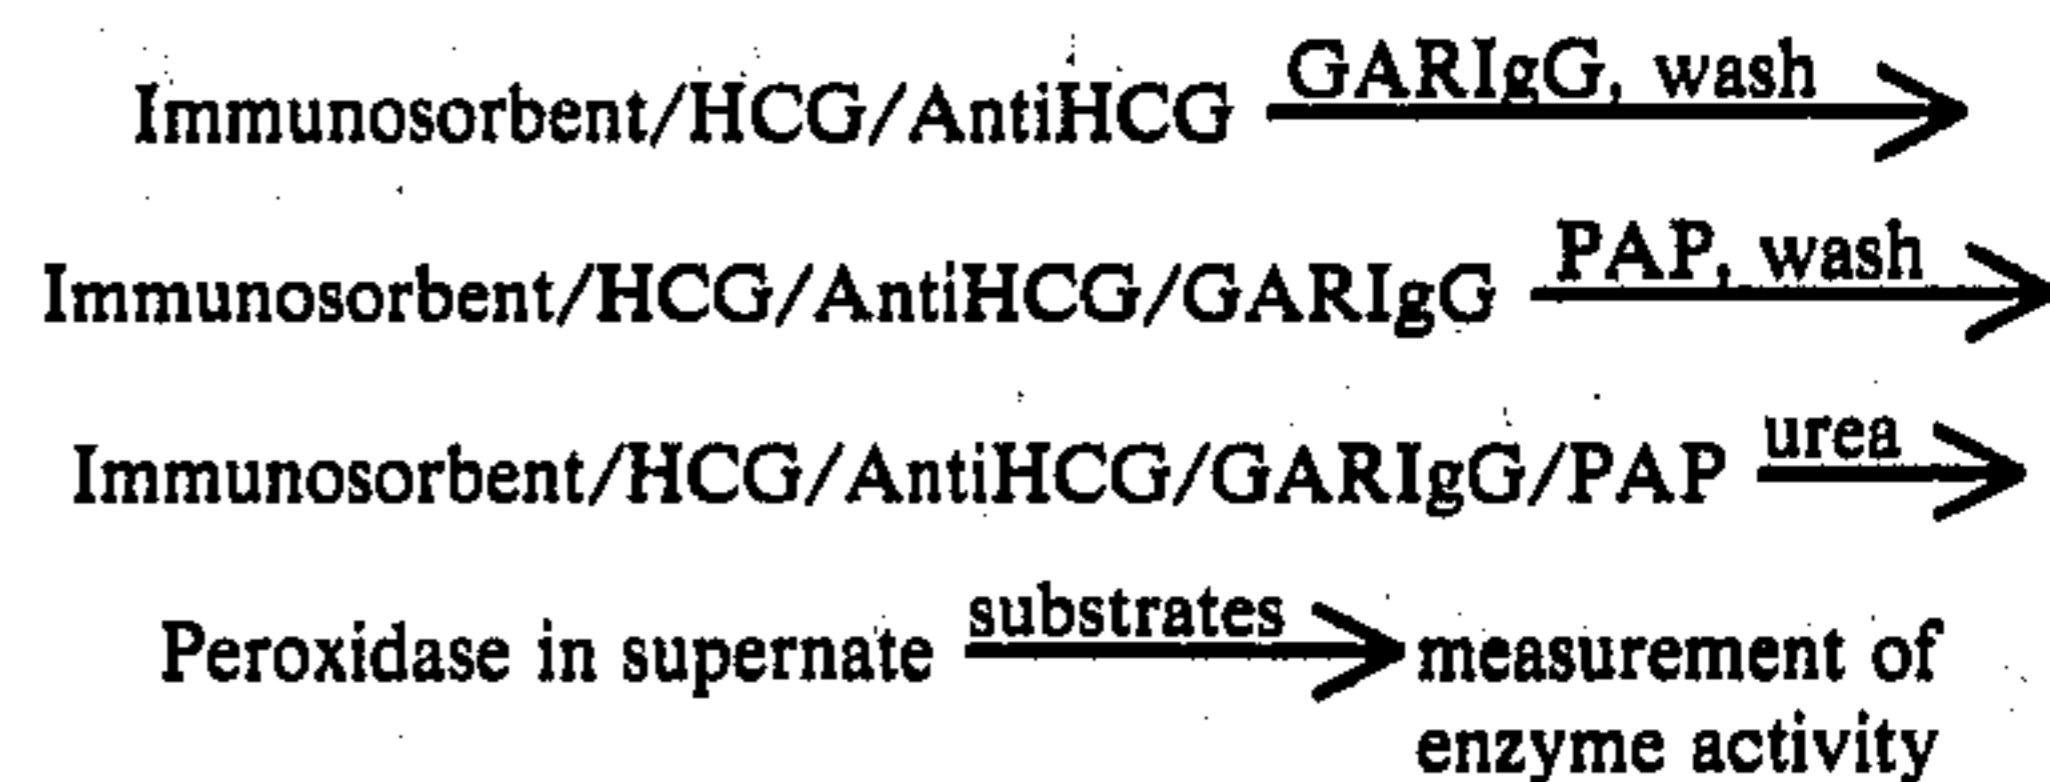 Immunosorbent/HCG/AntiHCG GARIgG, wash
Immunosorbent/HCG/AntiHCG/GARIgG PAP, wash
Immunosorbent/HCG/AntiHCG/GARIgG/PAP urea
Peroxidase in supernate substrates measurement of
enzyme activity